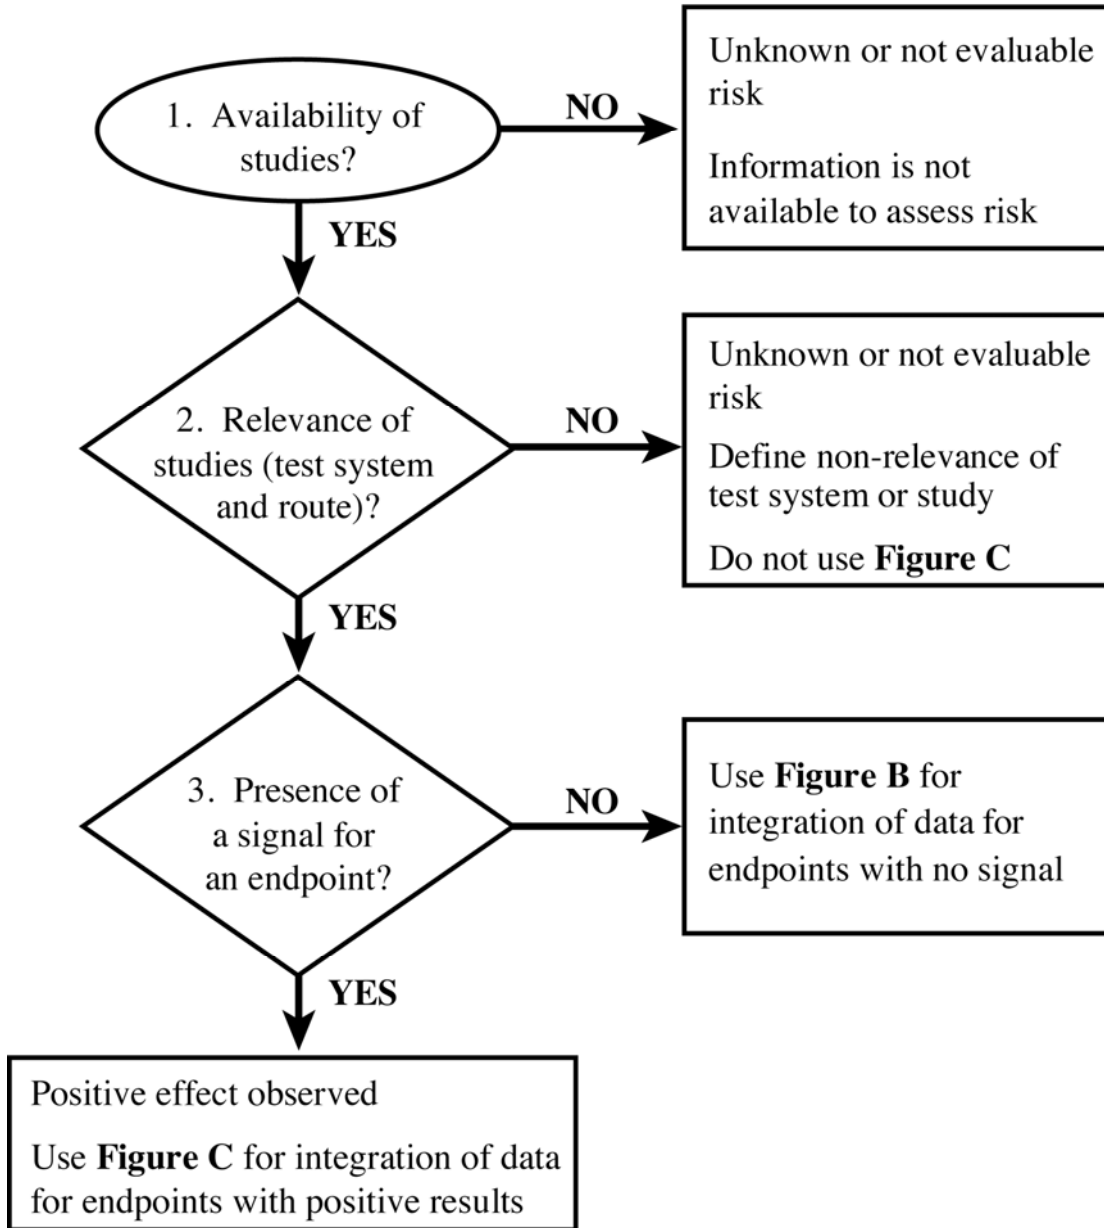 1. Availability of
studies?
NO
Unknown or not evaluable
risk
Information is not
available to assess risk
YES
2. Relevance of
studies (test system
and route)?
NO
Unknown or not evaluable
risk
Define non-relevance of
test system or study
Do not use Figure C
YES
3. Presence of
a signal for
an endpoint?
NO
Use Figure B for
integration of data for
endpoints with no signal
YES
Positive effect observed
Use Figure C for integration of data
for endpoints with positive results